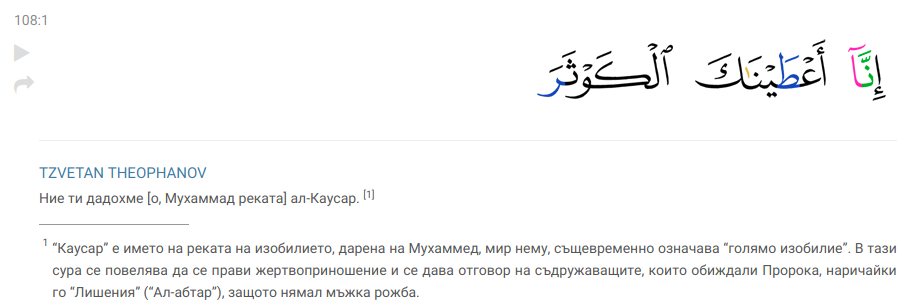 108:1
إِنَّآ أَعْطَيْنَـٰكَ ٱلْكَوْثَرَ
TZVETAN THEOPHANOV
Ние ти дадохме [о, Мухаммад реката] ал-Каусар. [1]
1 “Каусар” е името на реката на изобилието, дарена на Мухаммед, мир нему, същевременно означава “голямо изобилие”. В тази
сура се повелява да се прави жертвоприношение и се дава отговор на съдружаващите, които обиждали Пророка, наричайки
го “Лишения” (“Ал-абтар”), защото нямал мъжка рожба.